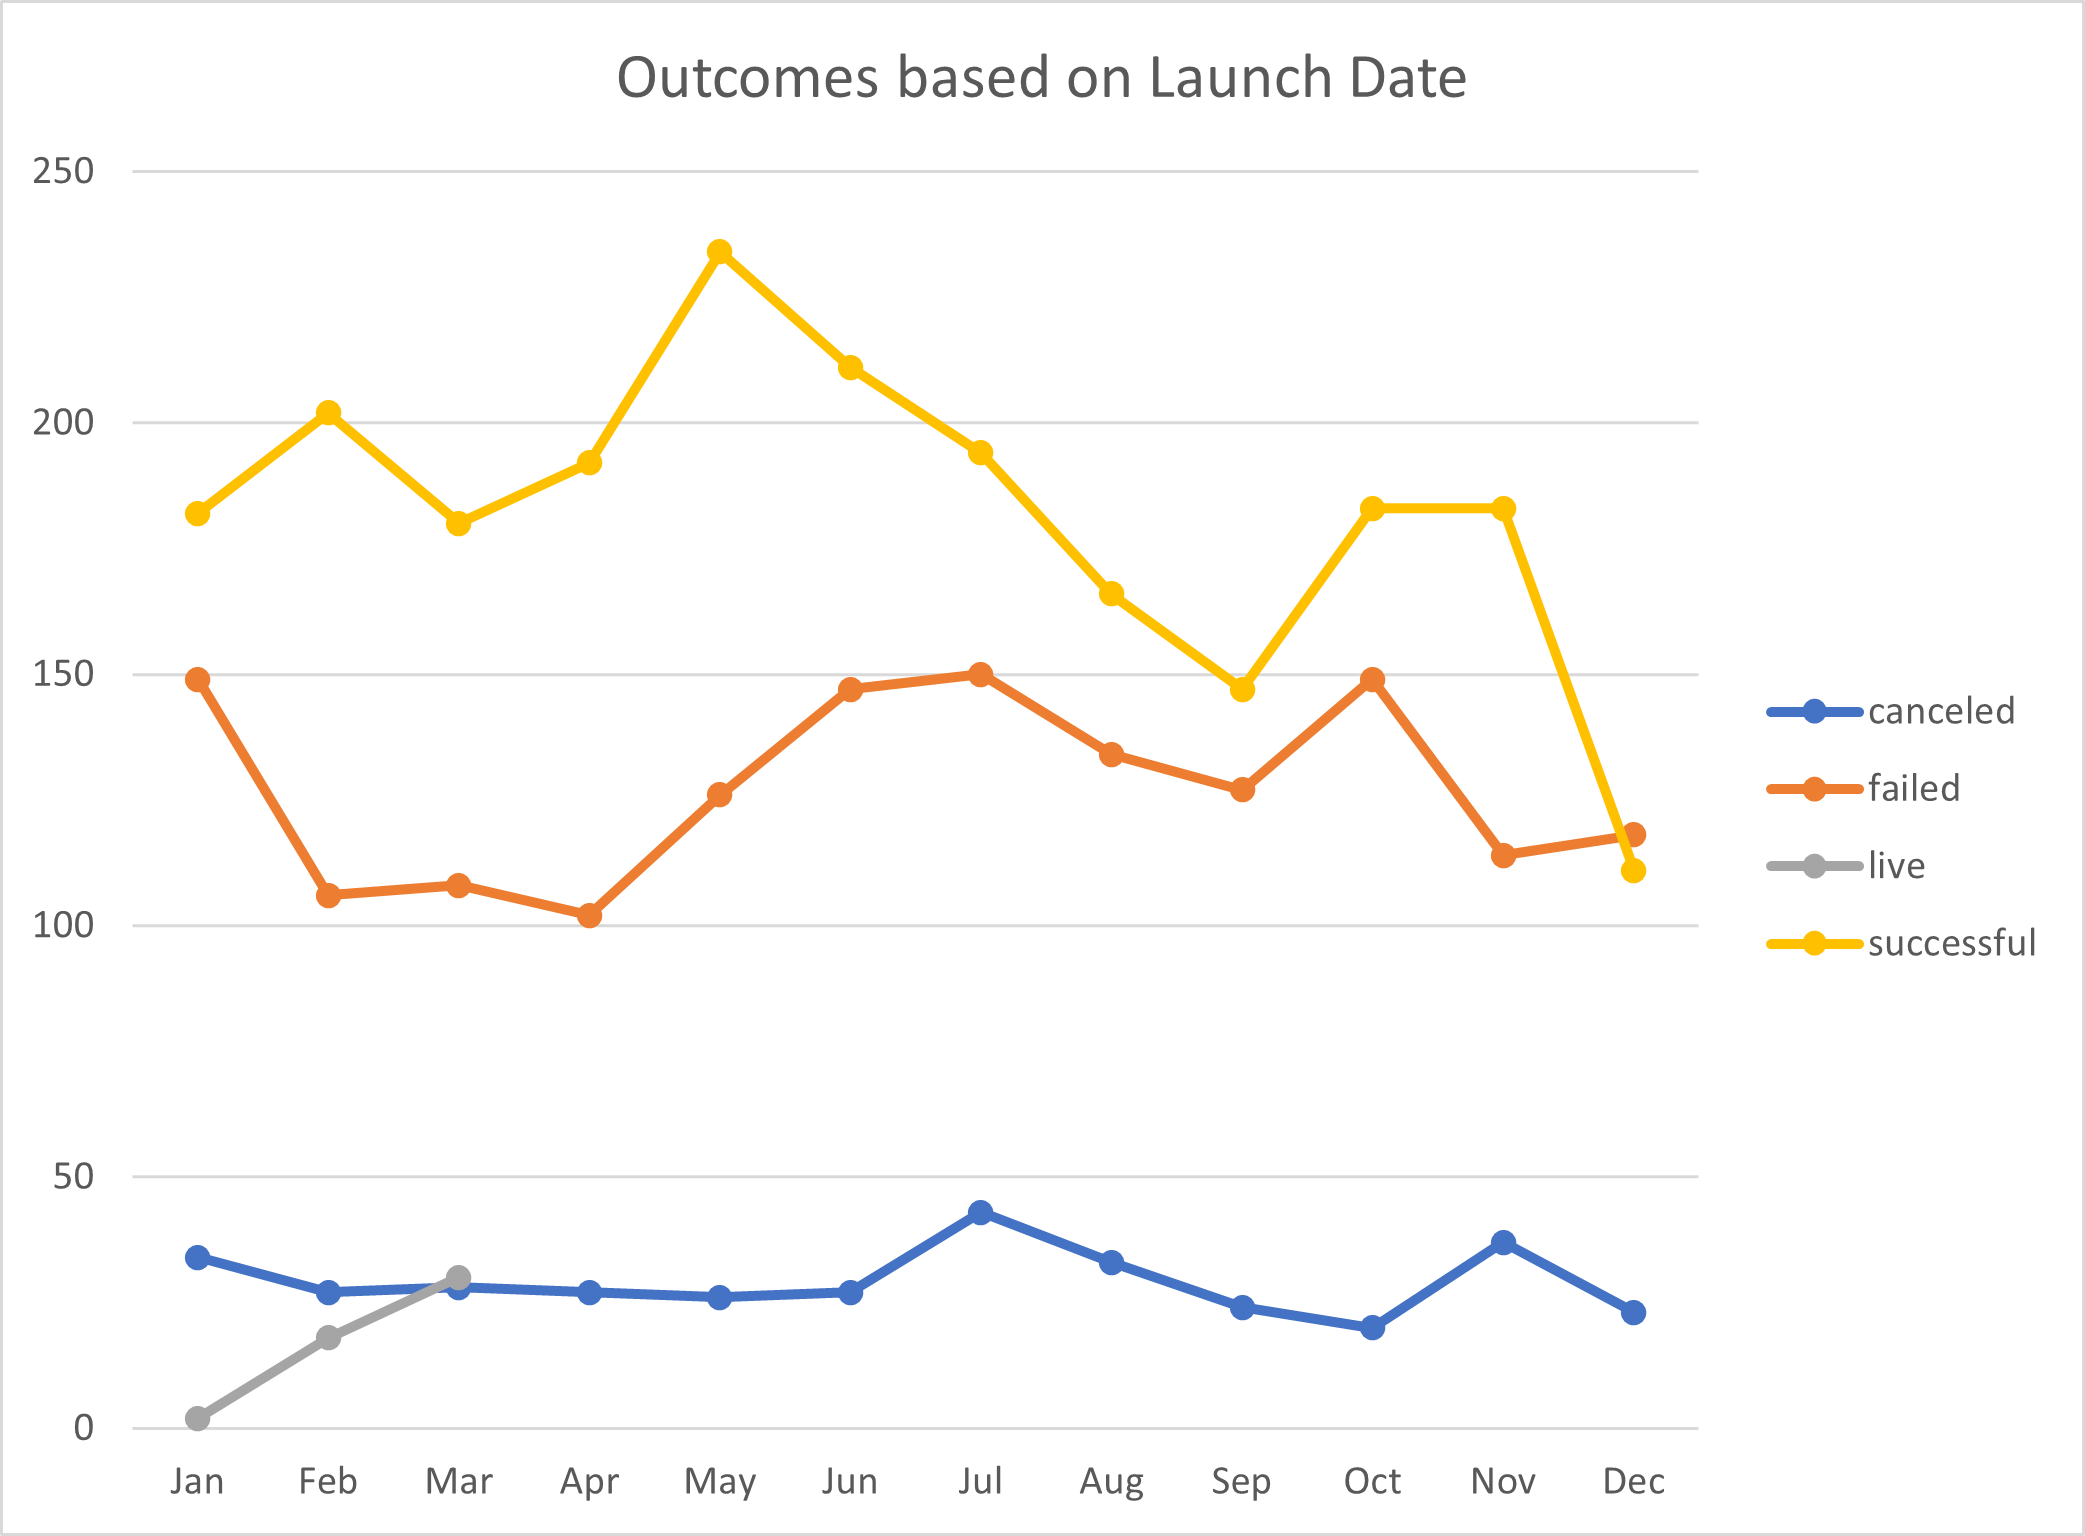 Outcomes based on Launch Date
250
200
150
100
50
0
Jan Feb Mar Apr May Jun Jul Aug Sep Oct Nov Dec
canceled
failed
live
successful